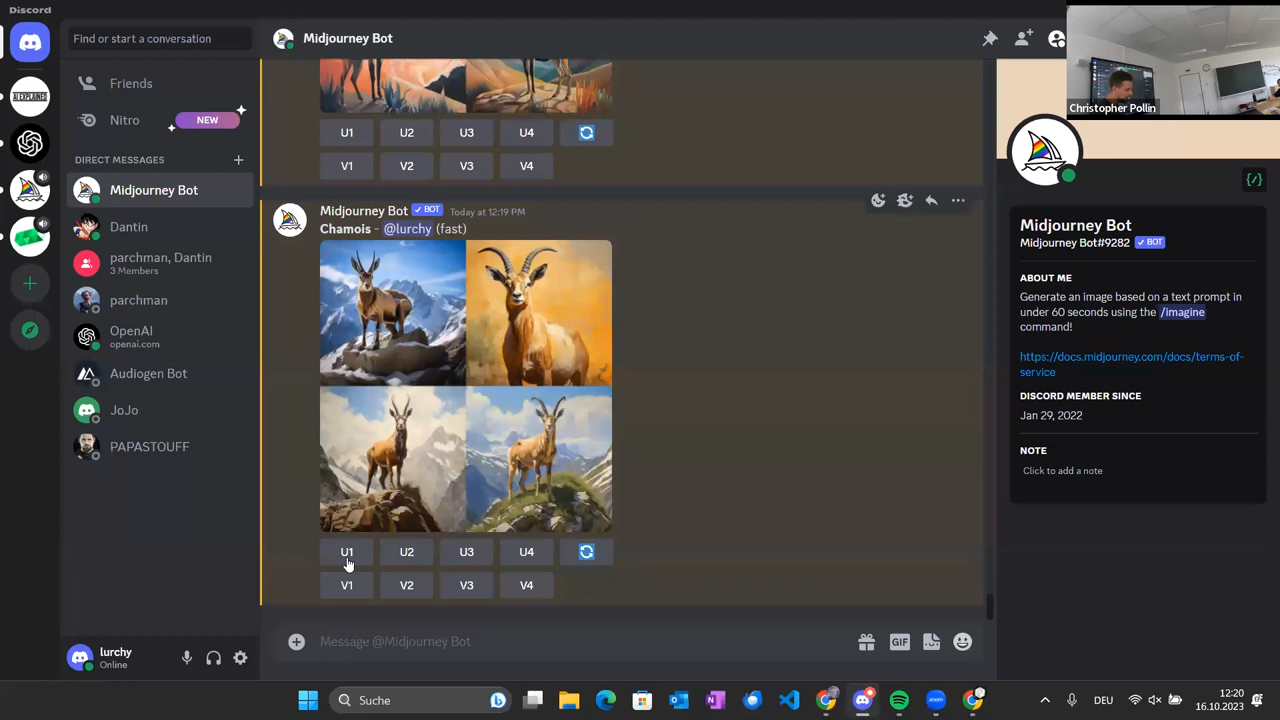 Discord
Find or start a conversation
Friends
Nitro
NEW
DIRECT MESSAGES
Midjourney Bot
Dantin
parchman, Dantin
3 Members
parchman
OpenAI
openai.com
Audiogen Bot
JoJo
PAPASTOUFF
lurchy
Online
Midjourney Bot
U1 U2 U3 U4
V1 V2 V3 V4
Midjourney Bot ✓ BOT Today at 12:19 PM
Chamois - @lurchy (fast)
U1 U2 U3 U4
V1 V2 V3 V4
Message @Midjourney Bot
GIF
Christopher Pollin
{/}
Midjourney Bot
Midjourney Bot#9282 ✓ BOT
ABOUT ME
Generate an image based on a text prompt in
under 60 seconds using the /imagine
command!
https://docs.midjourney.com/docs/terms-of-
service
DISCORD MEMBER SINCE
Jan 29, 2022
NOTE
Click to add a note
AI EXPLAINED
Suche
zoom
DEU
12:20
16.10.2023